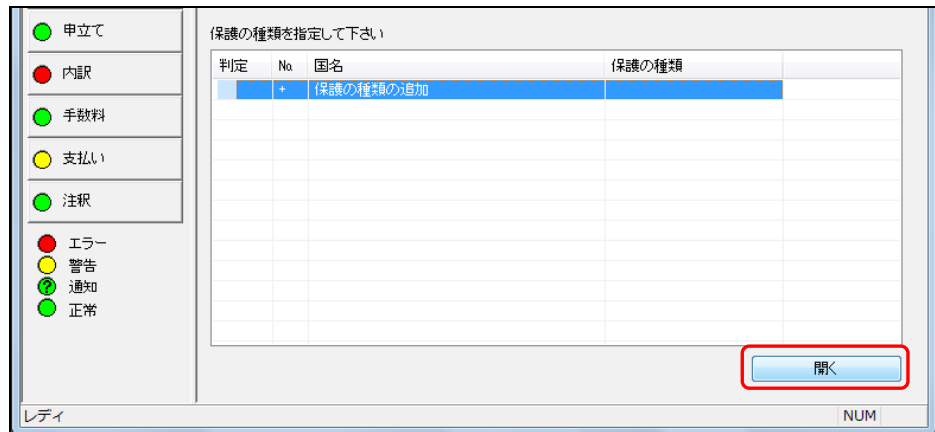 申立て
内訳
手数料
支払い
注釈
エラー
警告
? 通知
正常
保護の種類を指定して下さい
判定 No. 国名 保護の種類
+ 保護の種類の追加
開く
レディ NUM